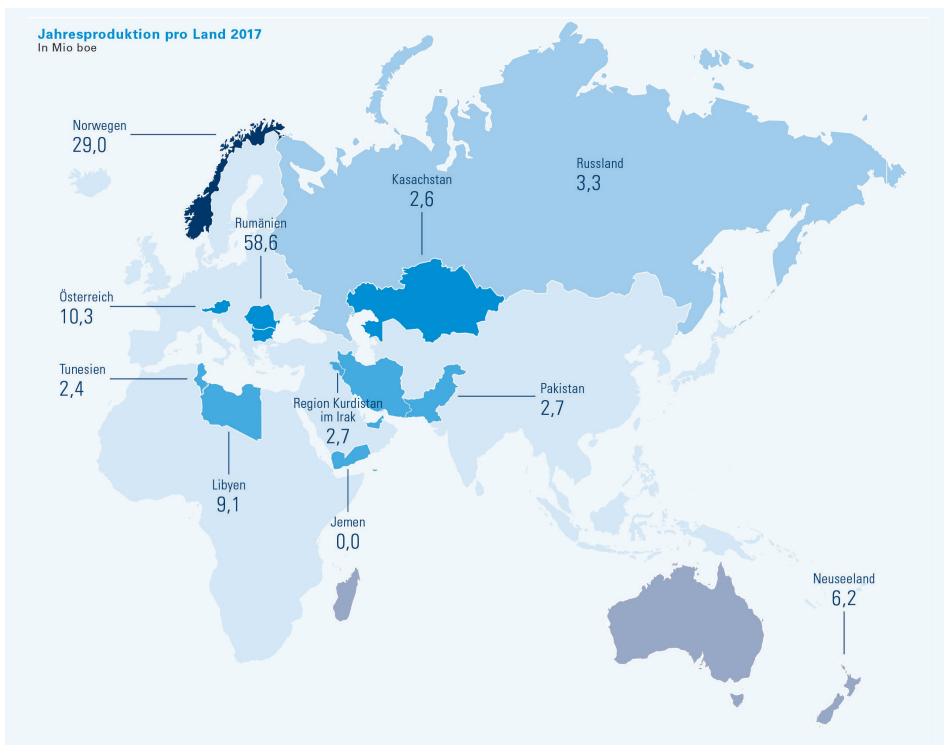 Jahresproduktion pro Land 2017
In Mio boe
Norwegen
29,0
Russland
3,3
Kasachstan
2,6
Rumänien
58,6
Österreich
10,3
Tunesien
2,4
Pakistan
2,7
Region Kurdistan
im Irak
2,7
Libyen
9,1
Jemen
0,0
Neuseeland
6,2